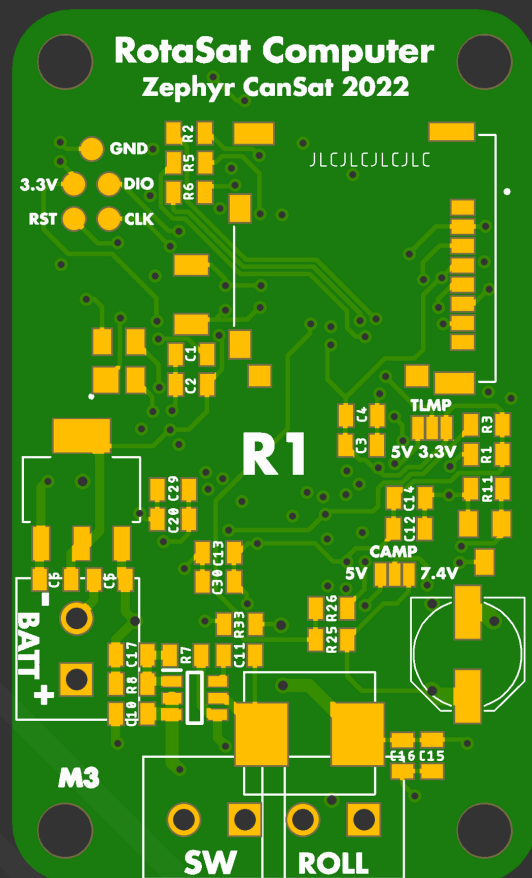 RotaSat Computer
Zephyr CanSat 2022
R2
GND
R5
JLCJLCJLCJLC
3.3V
DIO
R6
RST
CLK
C1
C2
TLMP
C4
R3
5V 3.3V
C3
R1
R1
C29
R11
C14
C20
C12
C13
CAMP
5V
7.4V
C30
C6
C5
BATT
-
+
R26
R33
R25
C17
R7
C11
R8
C10
C16
C15
M3
SW
ROLL